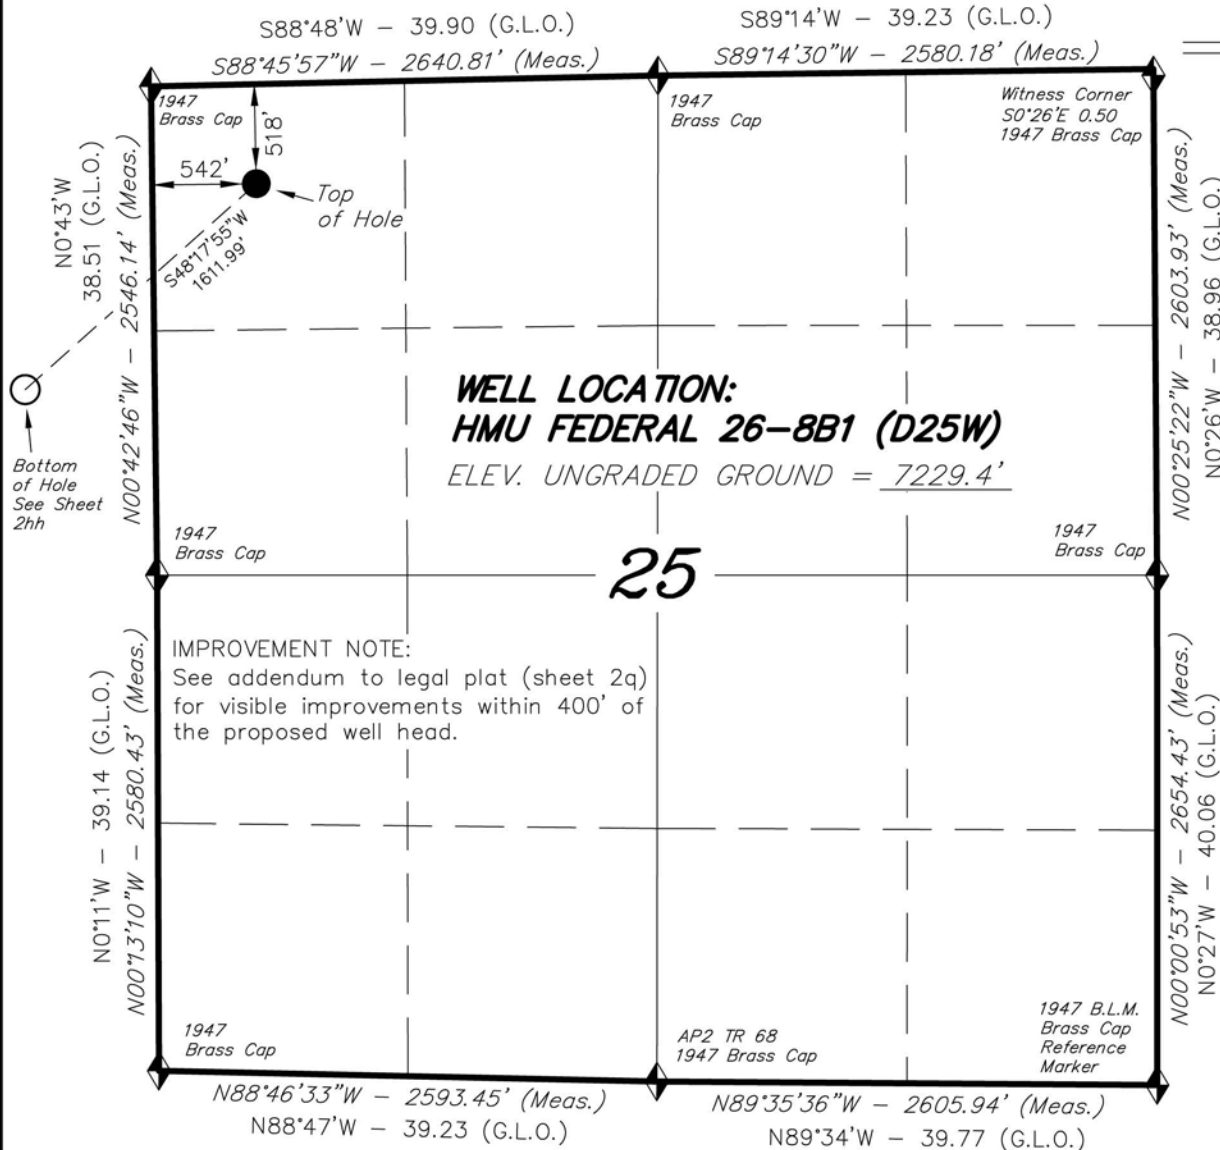 S88°48'W – 39.90 (G.L.O.)
S88°45'57"W – 2640.81' (Meas.)
S89°14'W – 39.23 (G.L.O.)
S89°14'30"W – 2580.18' (Meas.)
1947
Brass Cap
1947
Brass Cap
Witness Corner
S0°26'E 0.50
1947 Brass Cap
518'
542'
Top
of Hole
S48°17'55"W
1611.99'
N0°43'W
38.51 (G.L.O.)
N00°42'46"W – 2546.14' (Meas.)
N00°25'22"W – 2603.93' (Meas.)
N0°26'W – 38.96 (G.L.O.)
Bottom
of Hole
See Sheet
2hh
WELL LOCATION:
HMU FEDERAL 26–8B1 (D25W)
ELEV. UNGRADED GROUND = 7229.4'
1947
Brass Cap
1947
Brass Cap
25
IMPROVEMENT NOTE:
See addendum to legal plat (sheet 2q)
for visible improvements within 400' of
the proposed well head.
N0°11'W – 39.14 (G.L.O.)
N00°13'10"W – 2580.43' (Meas.)
N00°00'53"W – 2654.43' (Meas.)
N0°27'W – 40.06 (G.L.O.)
1947
Brass Cap
AP2 TR 68
1947 Brass Cap
1947 B.L.M.
Brass Cap
Reference
Marker
N88°46'33"W – 2593.45' (Meas.)
N88°47'W – 39.23 (G.L.O.)
N89°35'36"W – 2605.94' (Meas.)
N89°34'W – 39.77 (G.L.O.)